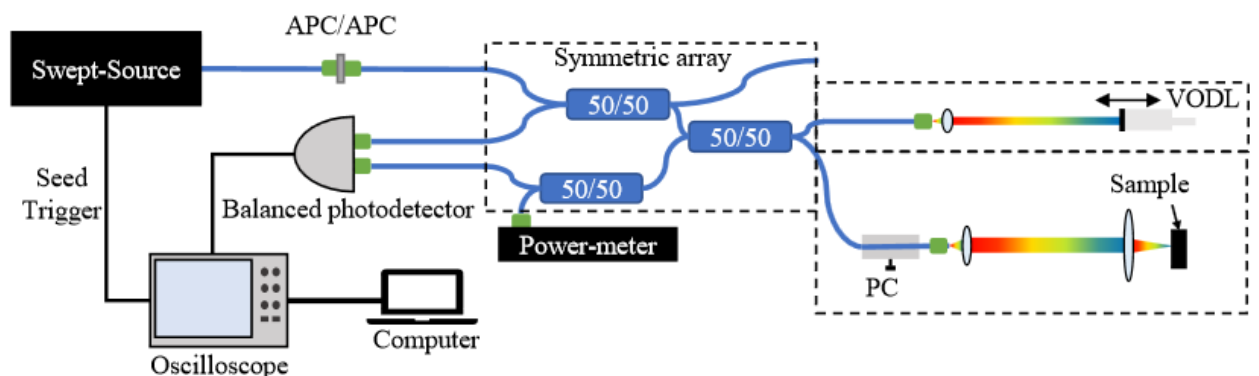 APC/APC
Swept-Source
Symmetric array
50/50
VODL
50/50
Seed
Trigger
50/50
Balanced photodetector
Sample
Power-meter
PC
Computer
Oscilloscope